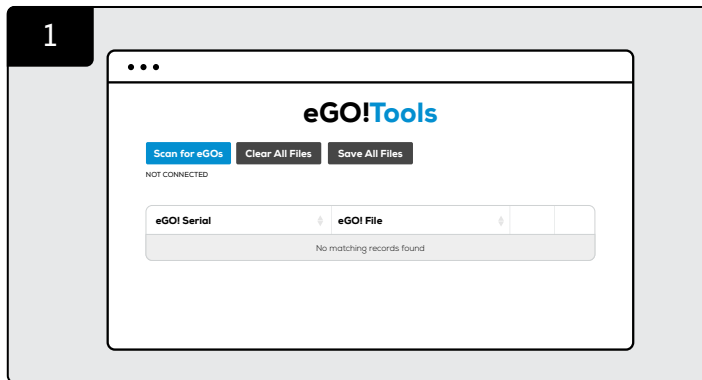 1
eGO!Tools
Scan for eGOs Clear All Files Save All Files
NOT CONNECTED
eGO! Serial eGO! File
No matching records found